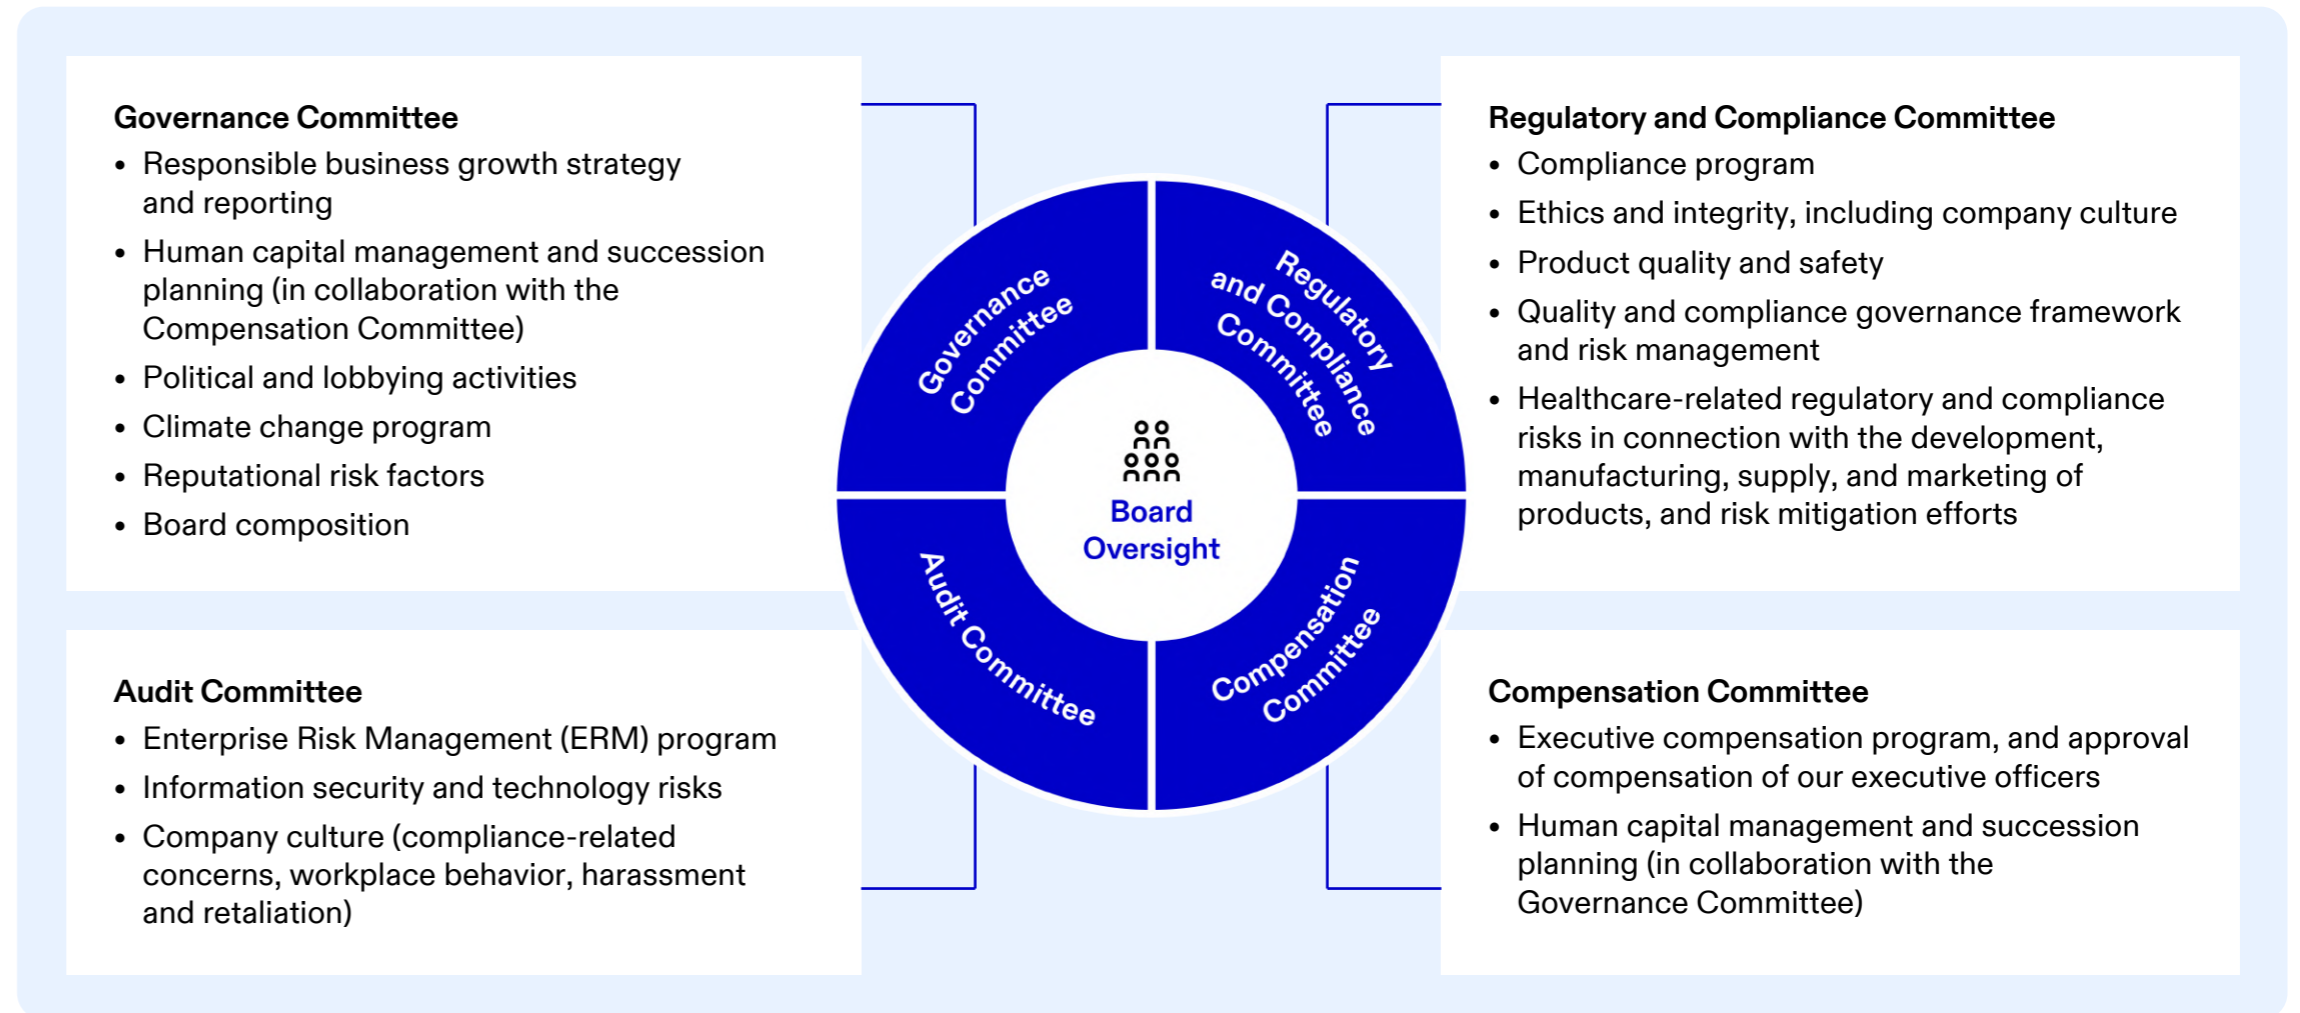 Governance Committee
• Responsible business growth strategy
and reporting
• Human capital management and succession
planning (in collaboration with the
Compensation Committee)
• Political and lobbying activities
• Climate change program
• Reputational risk factors
• Board composition
Regulatory and Compliance Committee
• Compliance program
• Ethics and integrity, including company culture
• Product quality and safety
• Quality and compliance governance framework
and risk management
• Healthcare-related regulatory and compliance
risks in connection with the development,
manufacturing, supply, and marketing of
products, and risk mitigation efforts
Governance
Committee
Regulatory
and Compliance
Committee
Board
Oversight
Audit Committee
Compensation
Committee
Audit Committee
• Enterprise Risk Management (ERM) program
• Information security and technology risks
• Company culture (compliance-related
concerns, workplace behavior, harassment
and retaliation)
Compensation Committee
• Executive compensation program, and approval
of compensation of our executive officers
• Human capital management and succession
planning (in collaboration with the
Governance Committee)